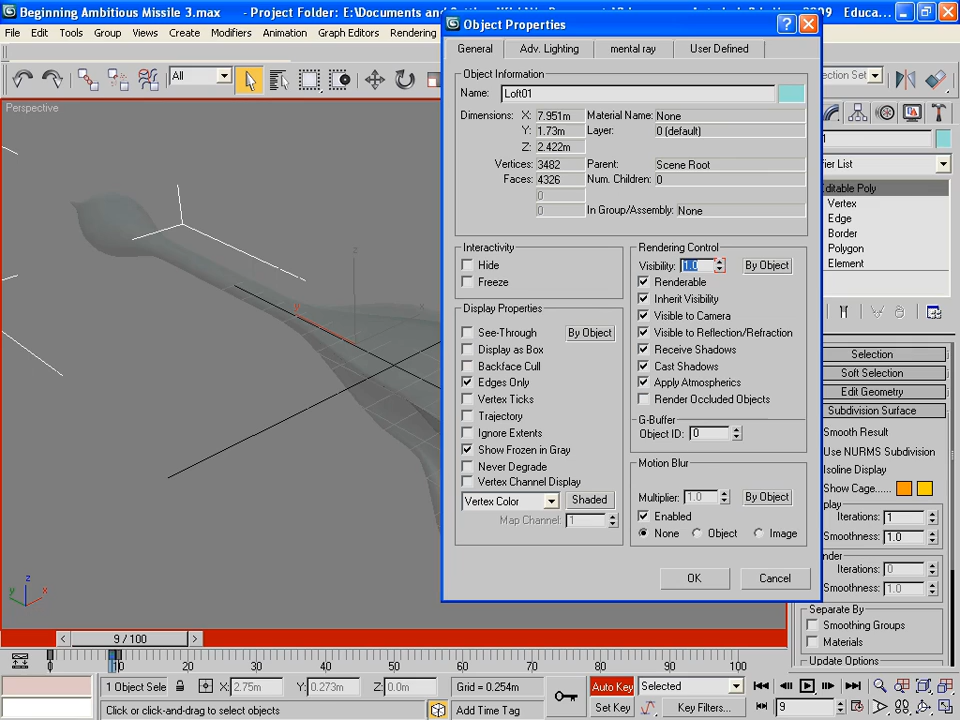 Beginning Ambitious Missile 3.max - Project Folder: E:\Documents and
2009 Educa...
File Edit Tools Group Views Create Modifiers Animation Graph Editors Rendering
All
ection Set
Perspective
Object Properties
General Adv. Lighting mental ray User Defined
Object Information
Name: Loft01
Dimensions: X: 7.951m Material Name: None
Y: 1.73m Layer: 0 (default)
Z: 2.422m
Vertices: 3482 Parent: Scene Root
Faces: 4326 Num. Children: 0
0
0 In Group/Assembly: None
Interactivity
Hide
Freeze
Display Properties
See-Through By Object
Display as Box
Backface Cull
Edges Only
Vertex Ticks
Trajectory
Ignore Extents
Show Frozen in Gray
Never Degrade
Vertex Channel Display
Vertex Color Shaded
Map Channel: 1
Rendering Control
Visibility: 1.0 By Object
Renderable
Inherit Visibility
Visible to Camera
Visible to Reflection/Refraction
Receive Shadows
Cast Shadows
Apply Atmospherics
Render Occluded Objects
G-Buffer
Object ID: 0
Motion Blur
Multiplier: 1.0 By Object
Enabled
None Object Image
OK Cancel
1
ifier List
ditable Poly
Vertex
Edge
Border
Polygon
Element
Selection
Soft Selection
Edit Geometry
Subdivision Surface
Smooth Result
Use NURMS Subdivision
Isoline Display
Show Cage......
play
Iterations: 1
Smoothness: 1.0
nder
Iterations: 0
Smoothness: 1.0
Separate By
Smoothing Groups
Materials
Update Options
z
x
z
y x
< 9 / 100 >
0 10 20 30 40 50 60 70 80 90 100
1 Object Sele X: 2.75m Y: 0.273m Z: 0.0m Grid = 0.254m Auto Key Selected
Click or click-and-drag to select objects Add Time Tag Set Key Key Filters... 9